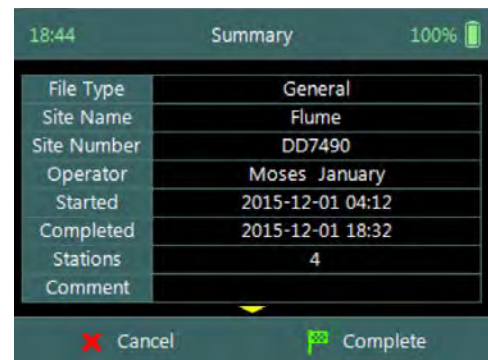 18:44 Summary 100%
File Type General
Site Name Flume
Site Number DD7490
Operator Moses January
Started 2015-12-01 04:12
Completed 2015-12-01 18:32
Stations 4
Comment
Cancel Complete